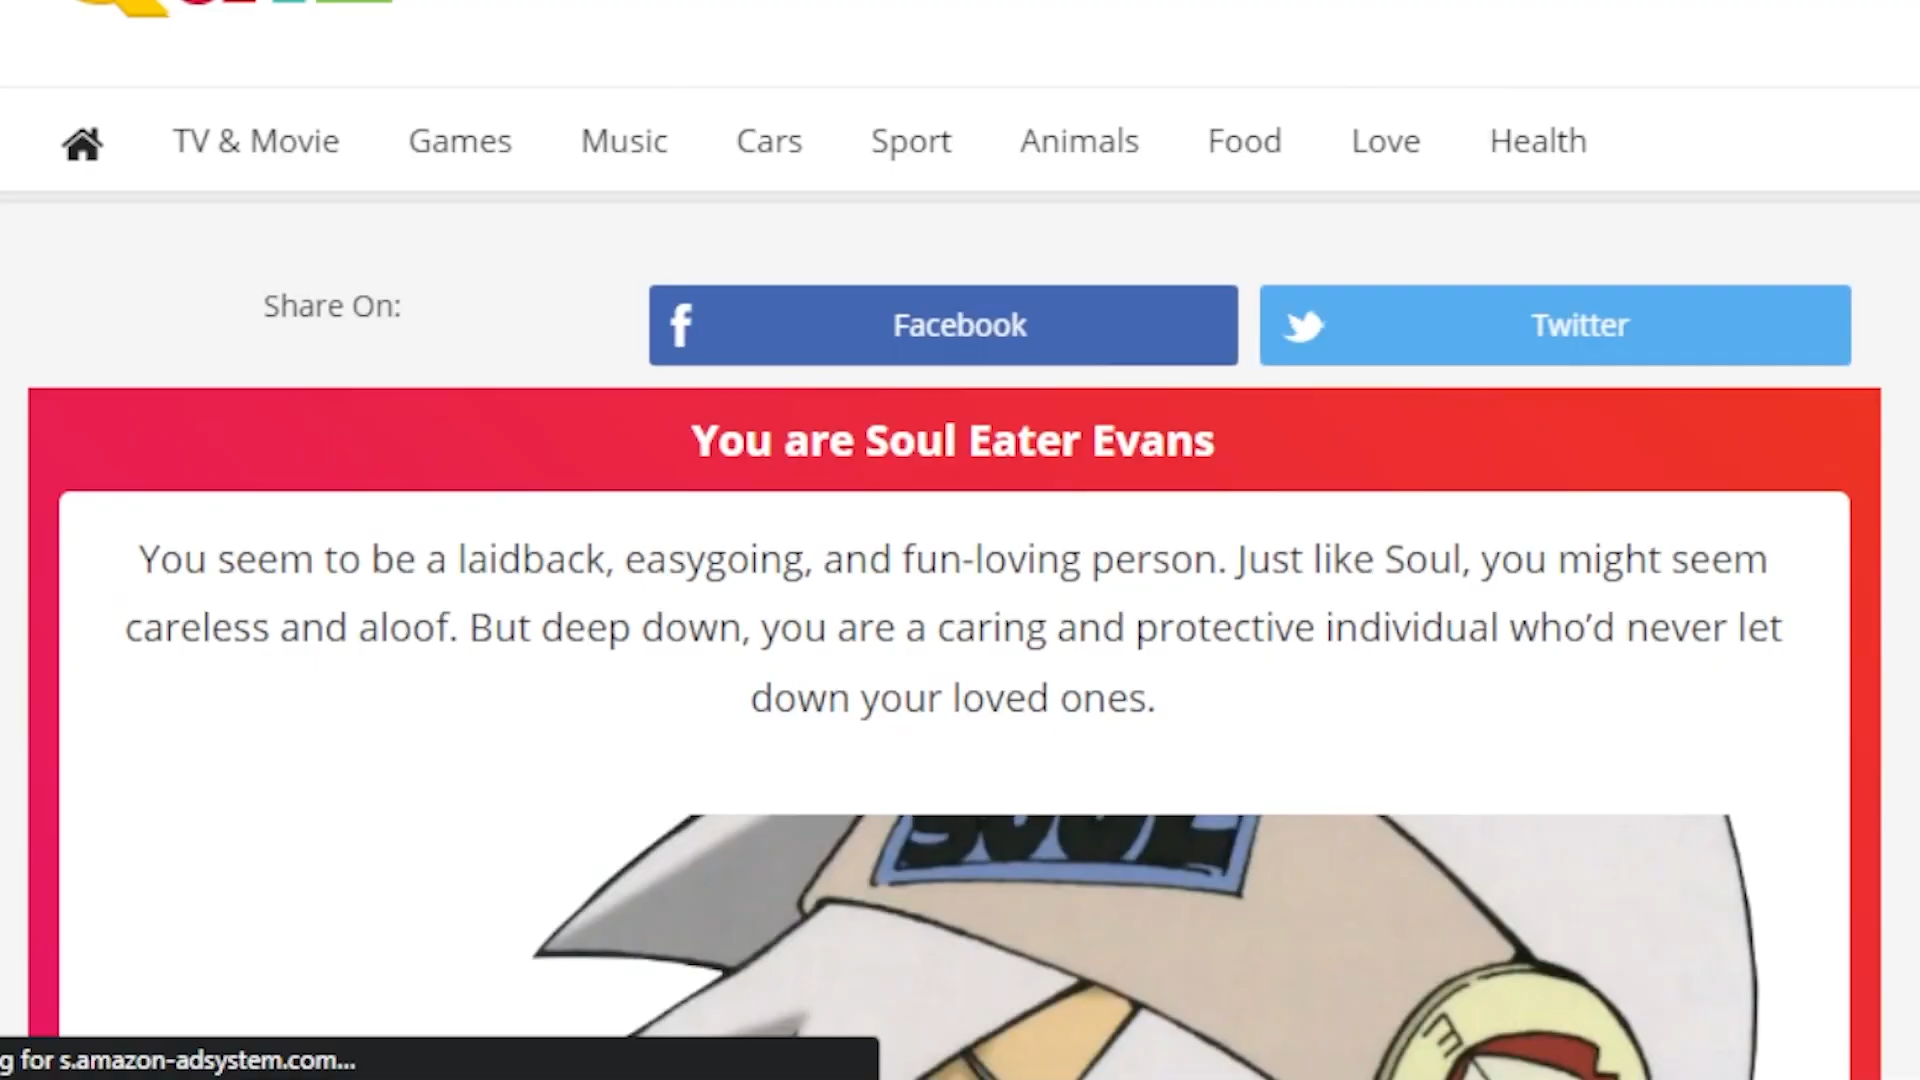 TV & Movie Games Music Cars Sport Animals Food Love Health
Share On:
Facebook
Twitter
You are Soul Eater Evans
You seem to be a laidback, easygoing, and fun-loving person. Just like Soul, you might seem
careless and aloof. But deep down, you are a caring and protective individual who’d never let
down your loved ones.
SOUL
E
g for s.amazon-adsystem.com...